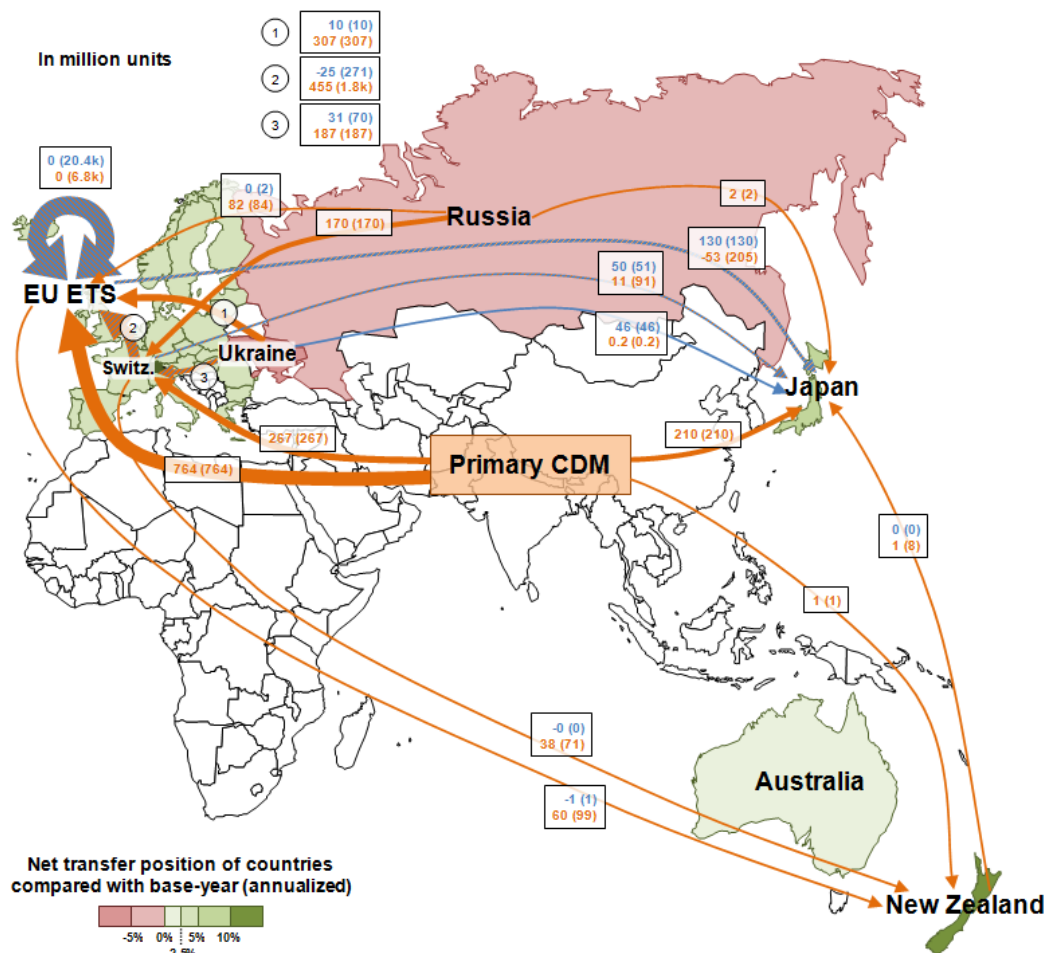 1
10 (10)
307 (307)
In million units
2
-25 (271)
455 (1.8k)
3
31 (70)
187 (187)
0 (20.4k)
0 (6.8k)
0 (2)
82 (84)
170 (170)
Russia
2 (2)
130 (130)
-53 (205)
50 (51)
11 (91)
EU ETS
1
2
46 (46)
0.2 (0.2)
Ukraine
Switz.
3
Japan
267 (267)
210 (210)
764 (764)
Primary CDM
0 (0)
1 (8)
1 (1)
-0 (0)
38 (71)
Australia
-1 (1)
60 (99)
Net transfer position of countries
compared with base-year (annualized)
New Zealand
-5% 0% 5% 10%
2.5%